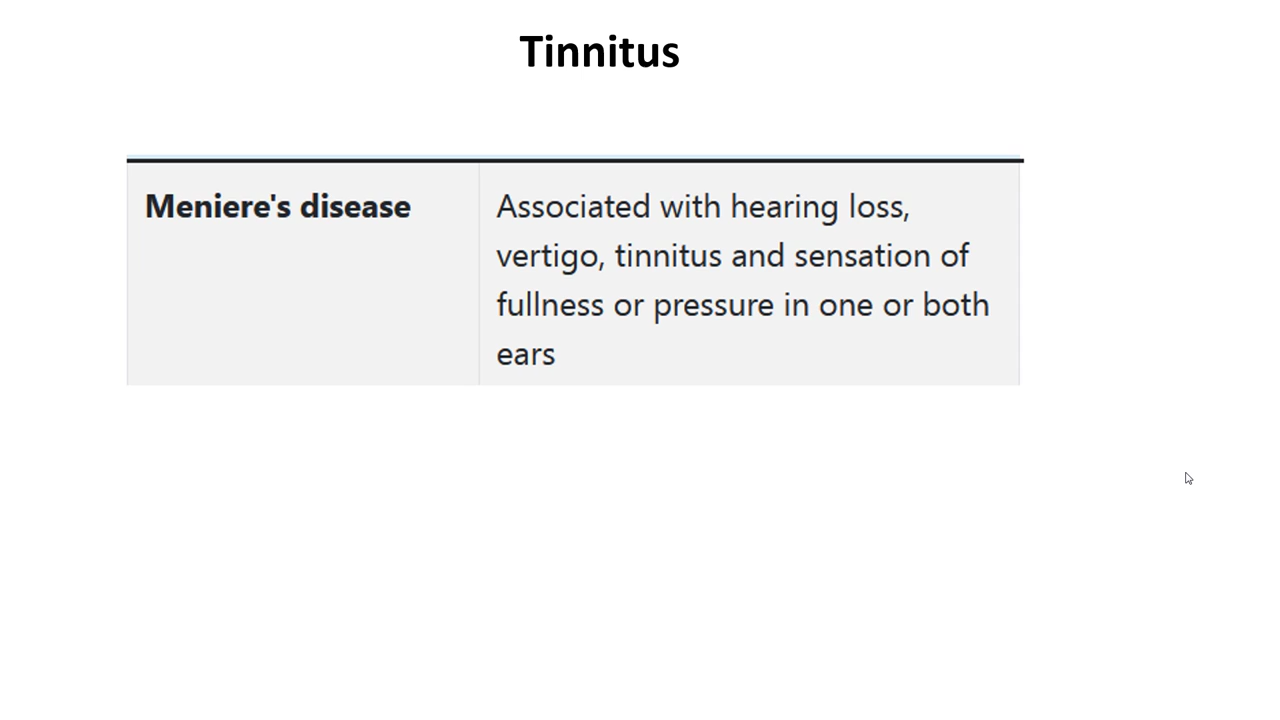 Tinnitus
Meniere's disease
Associated with hearing loss,
vertigo, tinnitus and sensation of
fullness or pressure in one or both
ears